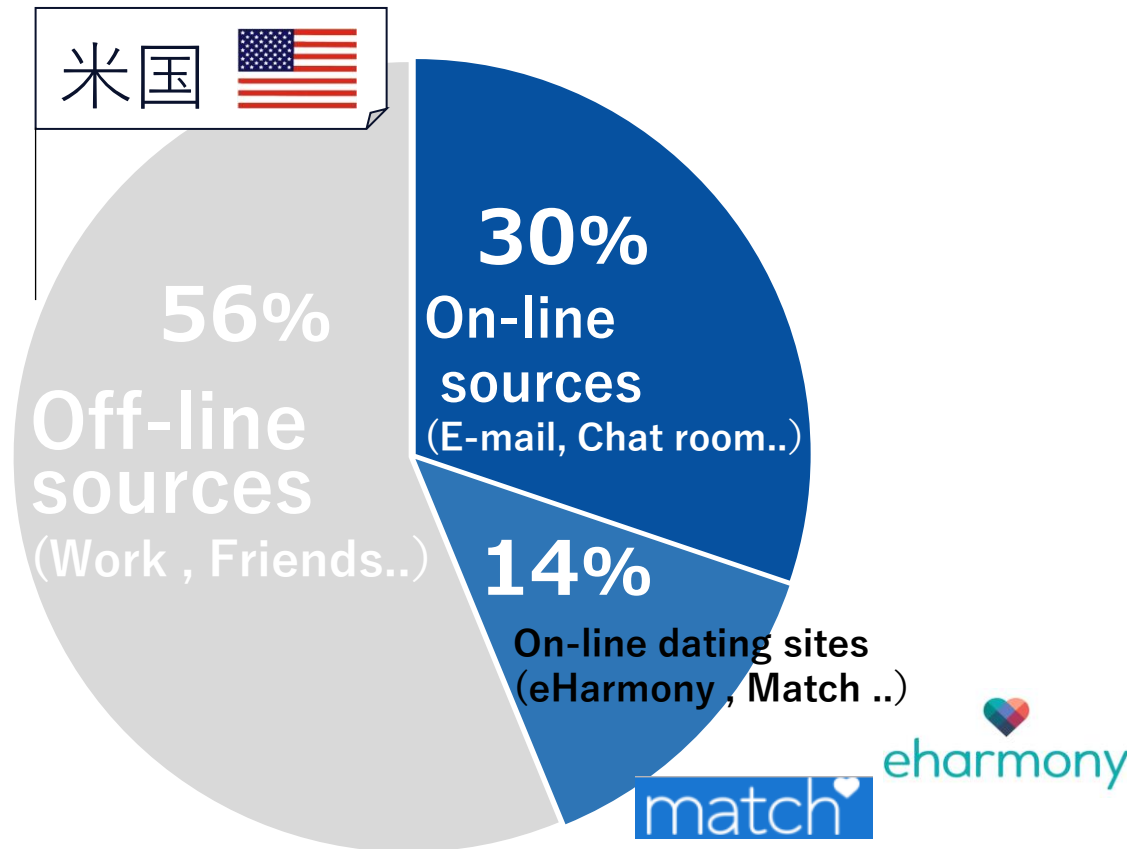 米国
30%
On-line
sources
(E-mail, Chat room..)
56%
Off-line
sources
(Work , Friends..)
14%
On-line dating sites
(eHarmony , Match ..)
eharmony
match